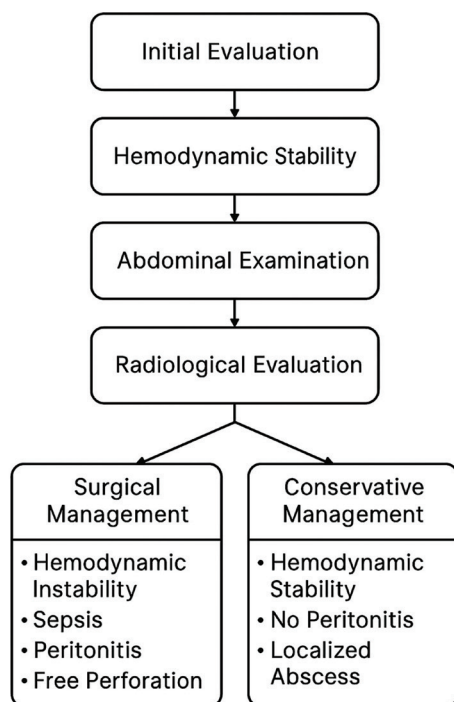 Initial Evaluation
Hemodynamic Stability
Abdominal Examination
Radiological Evaluation
Surgical
Management
• Hemodynamic
Instability
• Sepsis
• Peritonitis
• Free Perforation
Conservative
Management
• Hemodynamic
Stability
• No Peritonitis
• Localized
Abscess